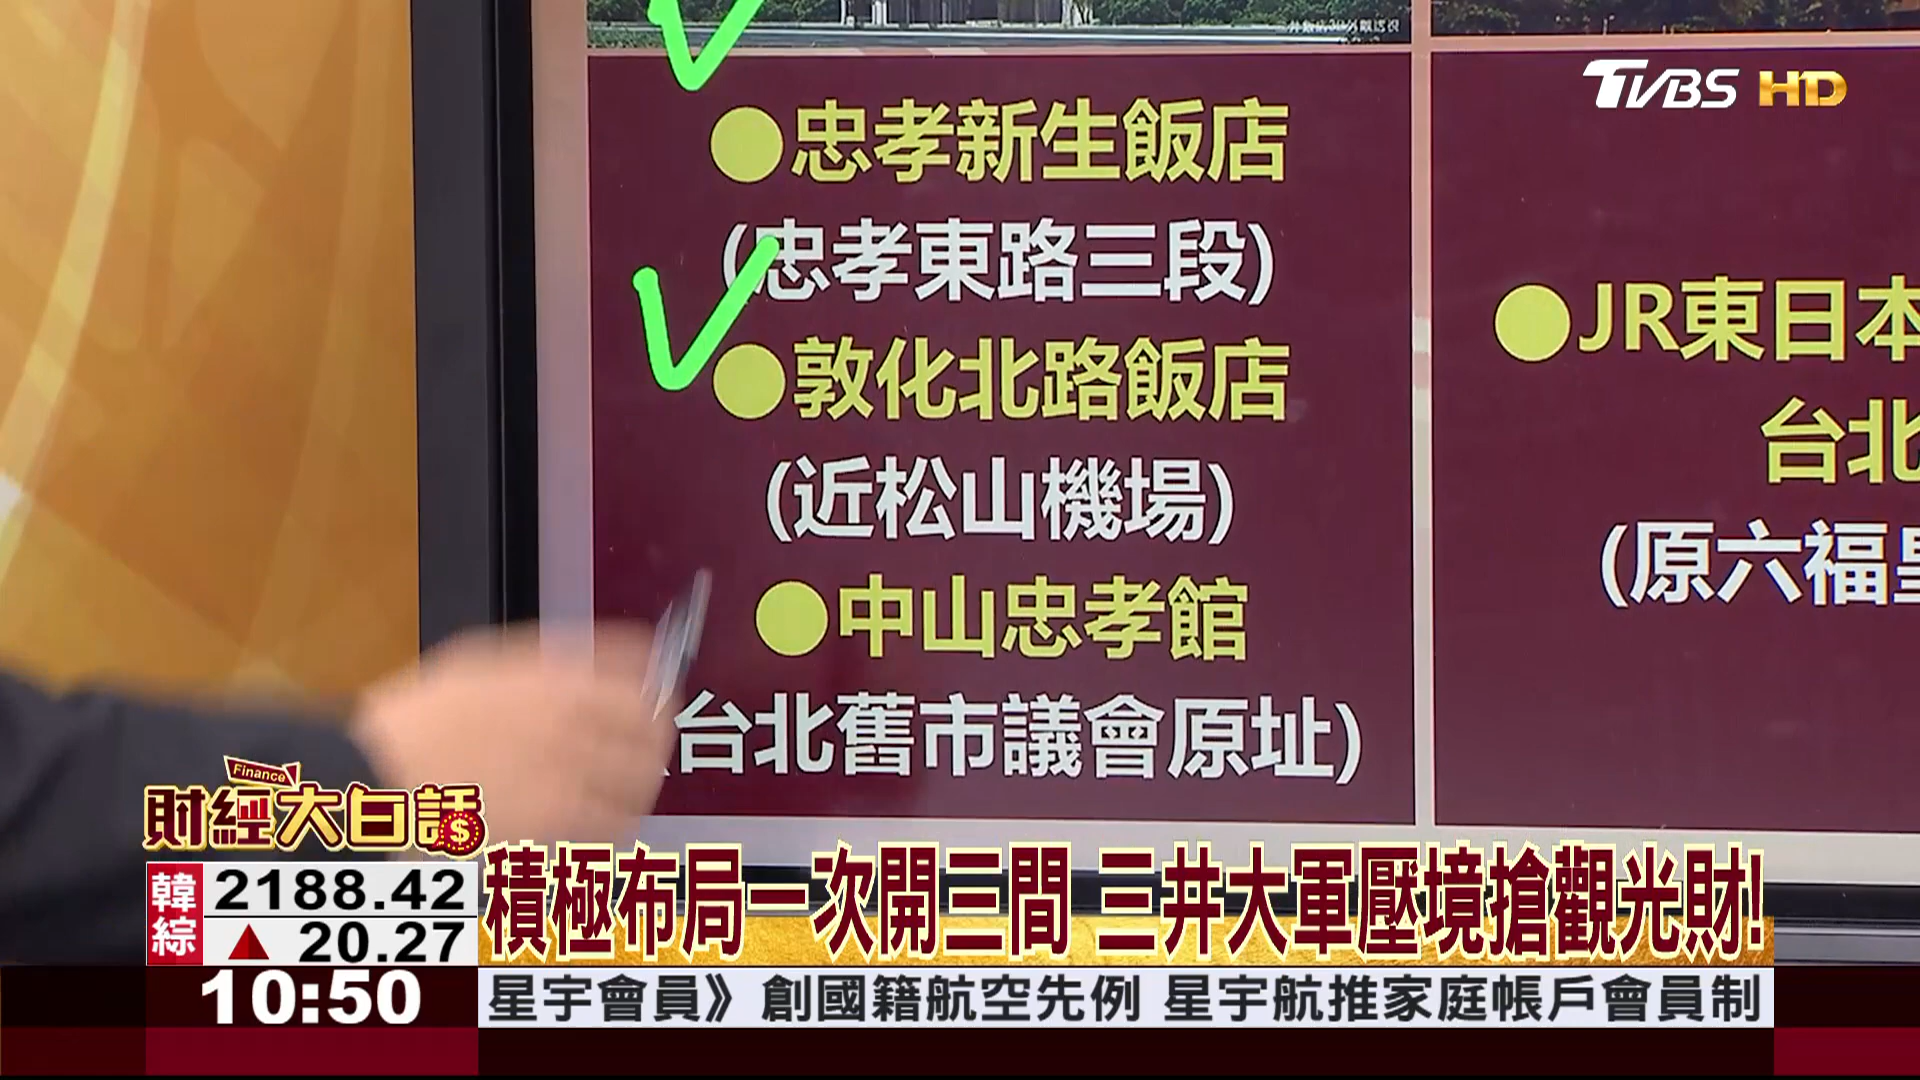 TVBS HD
●忠孝新生飯店
(忠孝東路三段)
●敦化北路飯店
(近松山機場)
●中山忠孝館
(台北舊市議會原址)
●JR東日本
台北
(原六福
Finance
財經大白話
積極布局一次開三間 三井大軍壓境搶觀光財!
韓綜
2188.42
▲ 20.27
10:50
星宇會員》創國籍航空先例 星宇航推家庭帳戶會員制